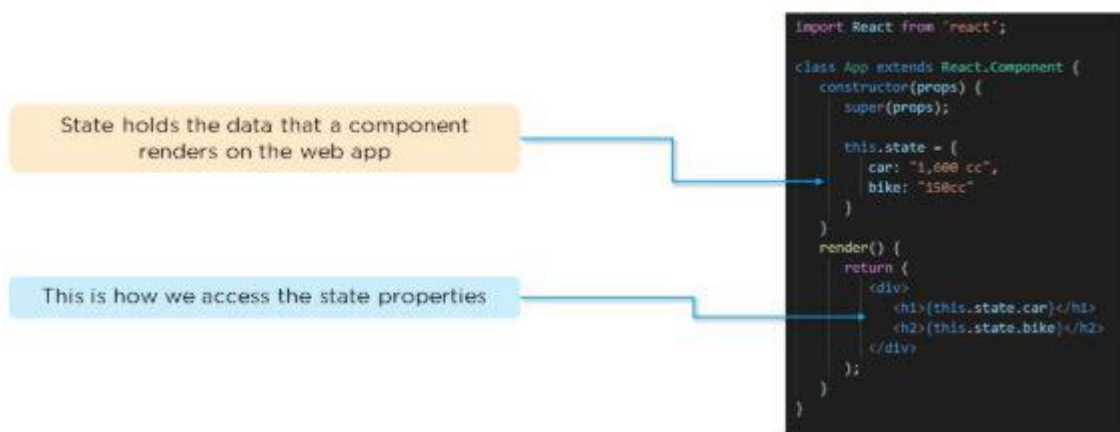 State holds the data that a component
renders on the web app
This is how we access the state properties
import React from 'react';
class App extends React.Component {
constructor(props) {
super(props);
this.state = {
car: "1,600 cc",
bike: "150cc"
}
}
render() {
return (
<div>
<h1>{this.state.car}</h1>
<h2>{this.state.bike}</h2>
</div>
);
}
}